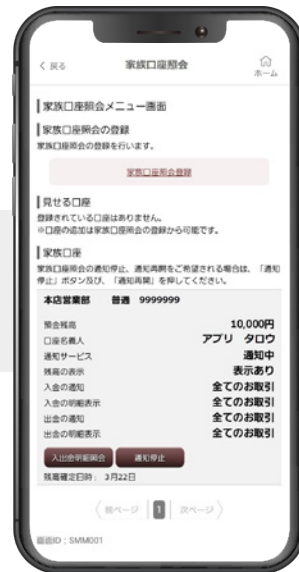 戻る
家族口座照会
ホーム
家族口座照会メニュー画面
家族口座照会の登録
家族口座照会の登録を行います。
家族口座照会登録
見せる口座
登録されている口座はありません。
※口座の追加は家族口座照会の登録から可能です。
家族口座
家族口座照会の通知停止、通知再開をご希望される場合は、「通知
停止」ボタン及び、「通知再開」を押してください。
本店営業部 普通 9999999
預金残高 10,000円
口座名義人 アプリ タロウ
通知サービス 通知中
残高の表示 表示あり
入金の通知 全てのお取引
入金の明細表示 全てのお取引
出金の通知 全てのお取引
出金の明細表示 全てのお取引
入出金明細照会 通知停止
残高確定日時: 3月22日
前ページ 1 次ページ
画面ID:SMM001